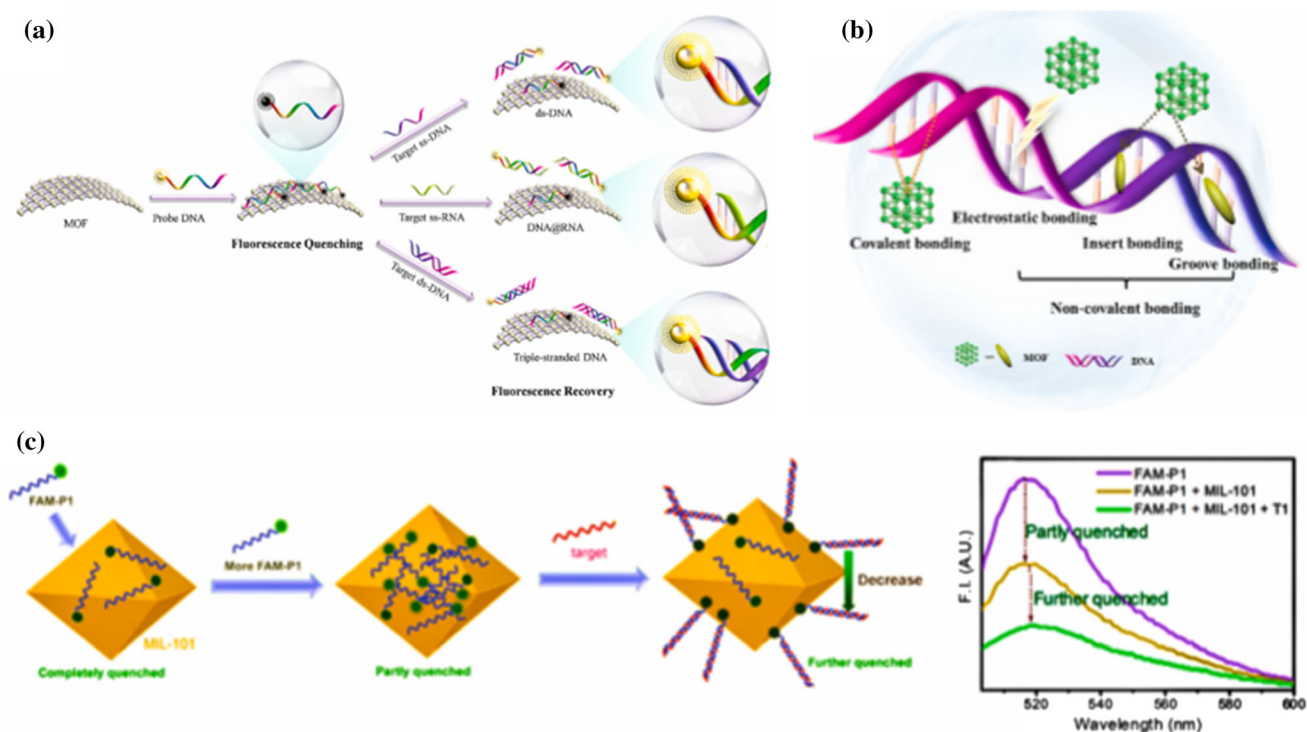 (a)
MOF
Probe DNA
Fluorescence Quenching
Target ss-DNA
Target ss-RNA
Target ds-DNA
ds-DNA
DNA@RNA
Triple-stranded DNA
Fluorescence Recovery
(b)
Covalent bonding
Electrostatic bonding
Insert bonding
Groove bonding
Non-covalent bonding
MOF
DNA
(c)
FAM-P1
MIL-101
Completely quenched
More FAM-P1
Partly quenched
target
Decrease
Further quenched
FAM-P1
FAM-P1 + MIL-101
FAM-P1 + MIL-101 + T1
Partly quenched
Further quenched
F.I. (A.U.)
520 540 560 580 600
Wavelength (nm)